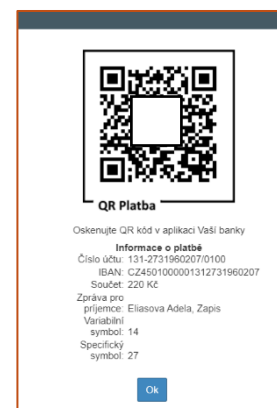 QR Platba
Oskenujte QR kód v aplikaci Vaší banky
Informace o platbě
Číslo účtu: 131-2731960207/0100
IBAN: CZ4501000001312731960207
Součet: 220 Kč
Zpráva pro
příjemce: Eliasova Adela, Zapis
Variabilní
symbol: 14
Specifický
symbol: 27
Ok